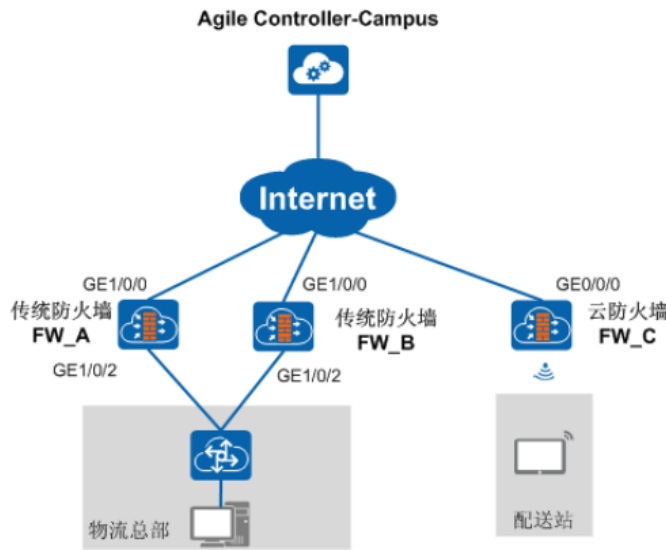 Agile Controller-Campus
Internet
GE1/0/0
GE1/0/0
GE0/0/0
传统防火墙
FW_A
传统防火墙
FW_B
云防火墙
FW_C
GE1/0/2
GE1/0/2
物流总部
配送站